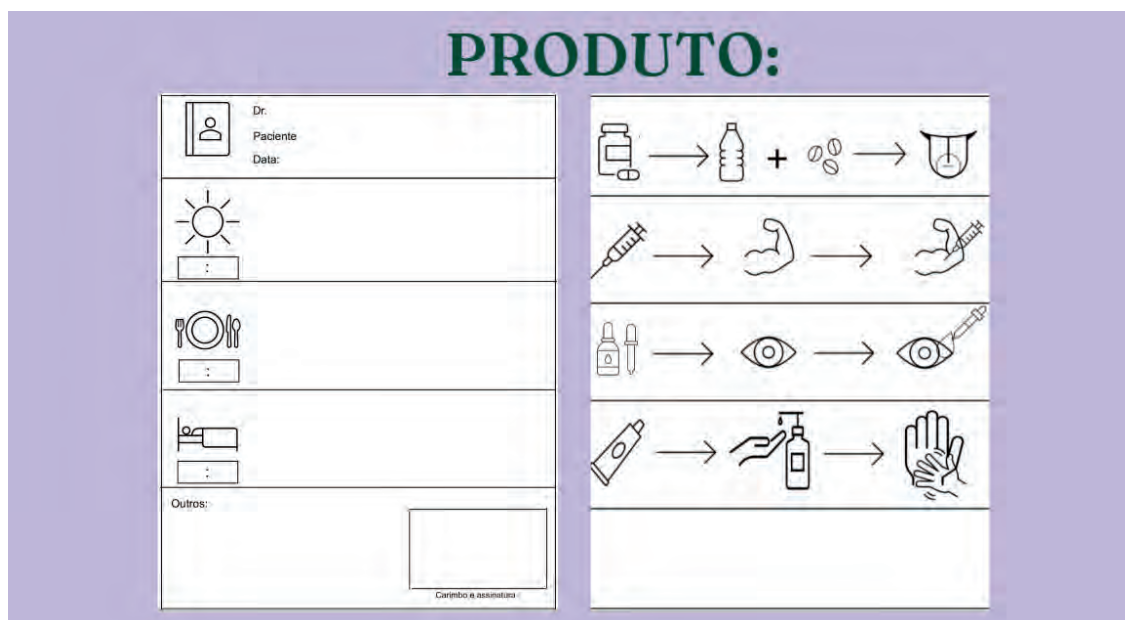 PRODUTO:
Dr.
Paciente
Data:
:
:
:
Outros:
Carimbo e assinatura